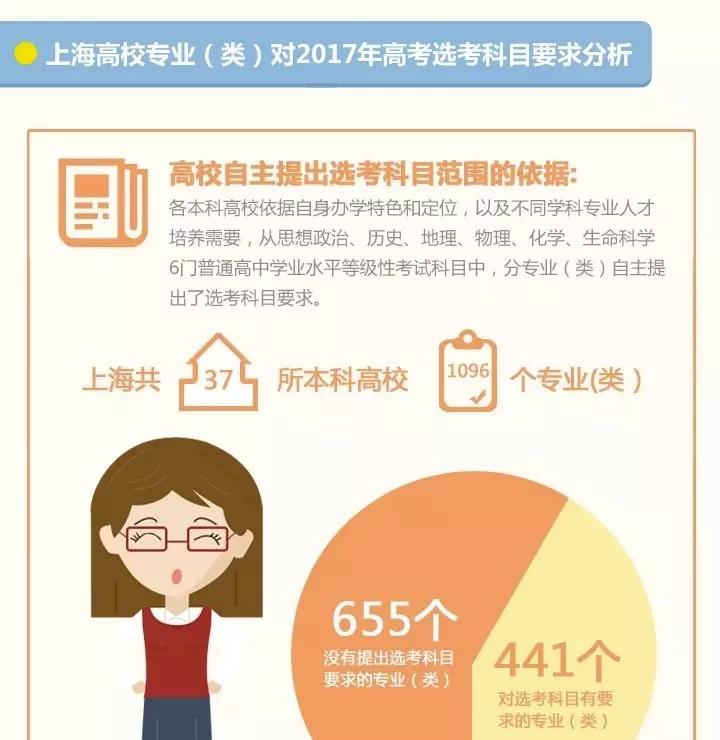 上海高校专业（类）对2017年高考选考科目要求分析
高校自主提出选考科目范围的依据:
各本科高校依据自身办学特色和定位，以及不同学科专业人才
培养需要，从思想政治、历史、地理、物理、化学、生命科学
6门普通高中学业水平等级性考试科目中，分专业（类）自主提
出了选考科目要求。
上海共 37 所本科高校 1096 个专业(类）
655个
没有提出选考科目
要求的专业（类）
441个
对选考科目有要
求的专业（类）